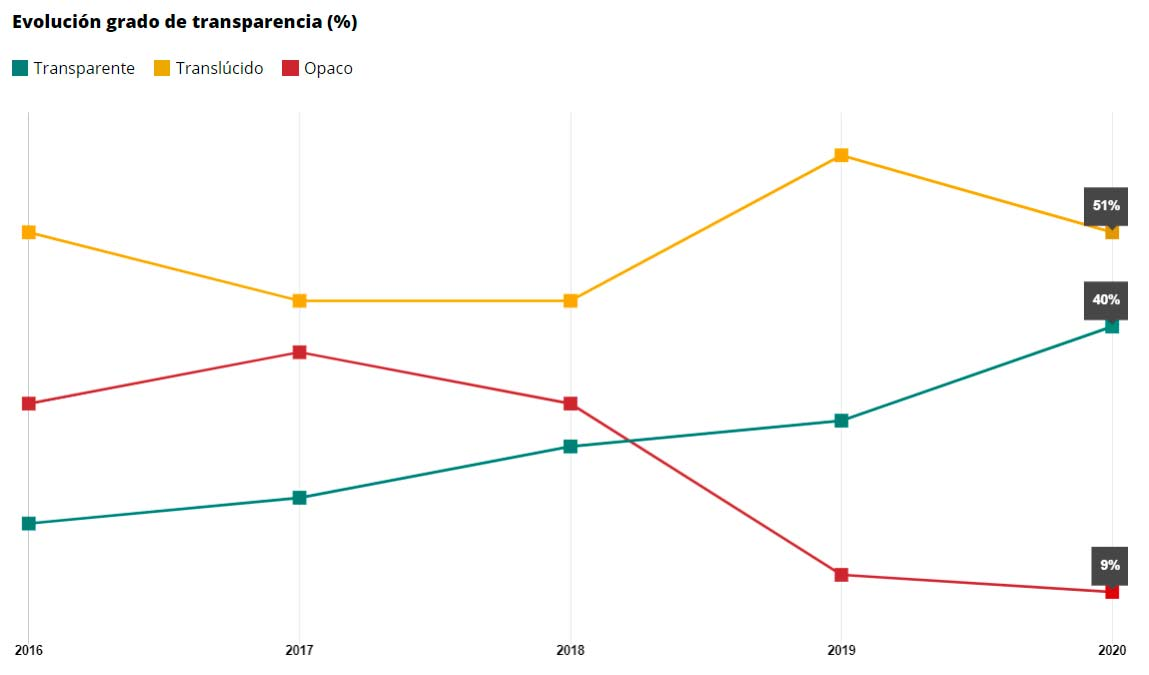 Evolución grado de transparencia (%)
Transparente Translúcido Opaco
51%
40%
9%
2016 2017 2018 2019 2020